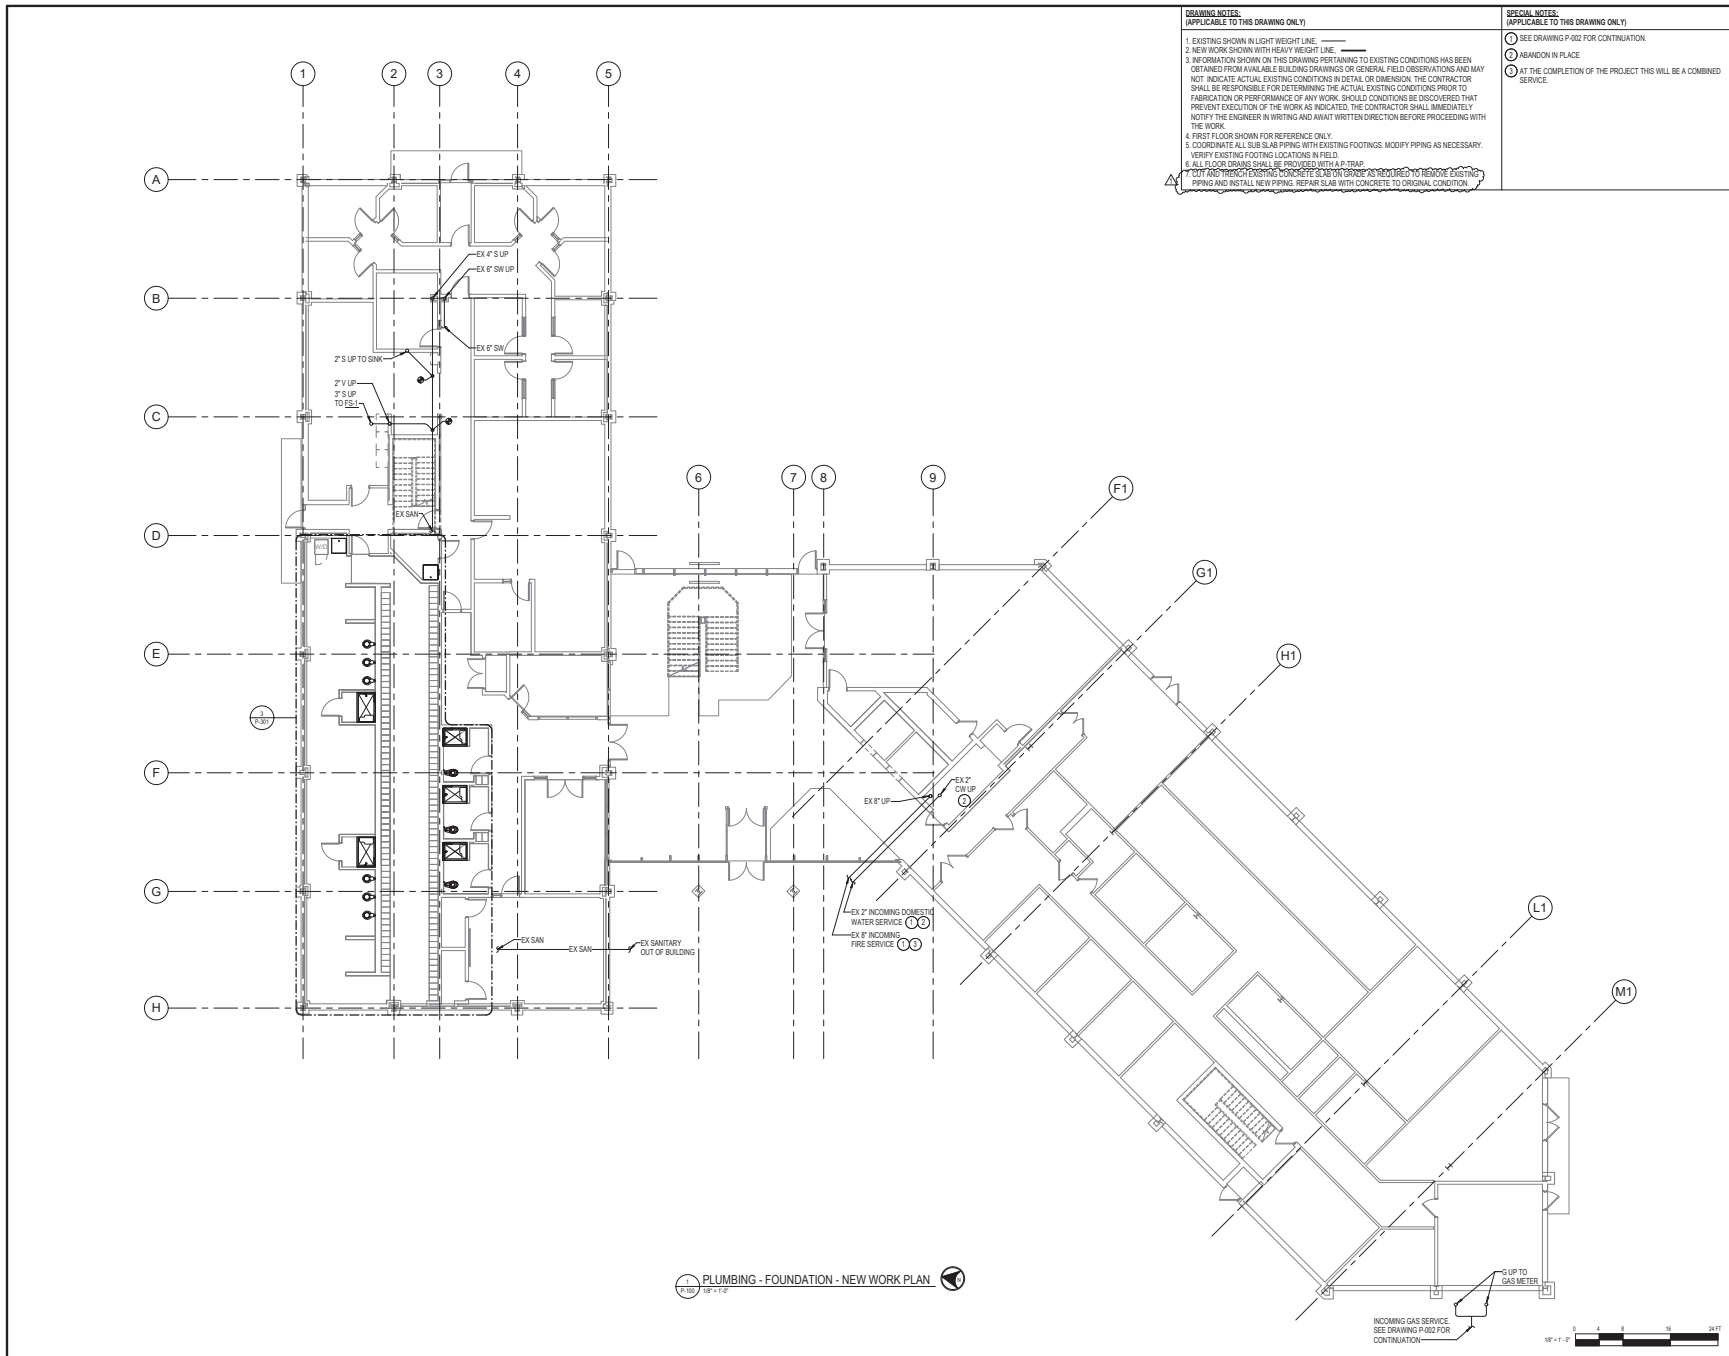 DRAWING NOTES:
(APPLICABLE TO THIS DRAWING ONLY)
1. EXISTING SHOWN IN LIGHT WEIGHT LINE,
2. NEW WORK SHOWN WITH HEAVY WEIGHT LINE,
3. INFORMATION SHOWN ON THIS DRAWING PERTAINING TO EXISTING CONDITIONS HAS BEEN
OBTAINED FROM AVAILABLE BUILDING DRAWINGS OR GENERAL FIELD OBSERVATIONS AND MAY
NOT INDICATE ACTUAL EXISTING CONDITIONS IN DETAIL OR DIMENSION. THE CONTRACTOR
SHALL BE RESPONSIBLE FOR DETERMINING THE ACTUAL EXISTING CONDITIONS PRIOR TO
FABRICATION OR PERFORMANCE OF ANY WORK. SHOULD CONDITIONS BE DISCOVERED THAT
PREVENT EXECUTION OF THE WORK AS INDICATED, THE CONTRACTOR SHALL IMMEDIATELY
NOTIFY THE ENGINEER IN WRITING AND AWAIT WRITTEN DIRECTION BEFORE PROCEEDING WITH
THE WORK.
4. FIRST FLOOR SHOWN FOR REFERENCE ONLY.
5. COORDINATE ALL SUB SLAB PIPING WITH EXISTING FOOTINGS. MODIFY PIPING AS NECESSARY.
VERIFY EXISTING FOOTING LOCATIONS IN FIELD.
6. ALL FLOOR DRAINS SHALL BE PROVIDED WITH A P-TRAP.
7. CUT AND TRENCH EXISTING CONCRETE SLAB ON GRADE AS REQUIRED TO REMOVE EXISTING
PIPING AND INSTALL NEW PIPING. REPAIR SLAB WITH CONCRETE TO ORIGINAL CONDITION.
1
SPECIAL NOTES:
(APPLICABLE TO THIS DRAWING ONLY)
1 SEE DRAWING P-002 FOR CONTINUATION.
2 ABANDON IN PLACE
3 AT THE COMPLETION OF THE PROJECT THIS WILL BE A COMBINED
SERVICE.
1 2 3 4 5
A
EX 4" S UP
EX 6" SW UP
B
EX 6" SW
2" S UP TO SINK
2" V UP
3" S UP
TO FS-1
C
6 7 8 9
F1
EX SAN
D
W/D
G1
E
H1
3
P-301
F
EX 2"
CW UP
2
EX 8" UP
G
EX 2" INCOMING DOMESTIC
WATER SERVICE 1 2
EX 8" INCOMING
FIRE SERVICE 1 3
L1
EX SAN
EX SAN
EX SANITARY
OUT OF BUILDING
M1
H
1
P-100
PLUMBING - FOUNDATION - NEW WORK PLAN
1/8" = 1'-0"
N
G UP TO
GAS METER
INCOMING GAS SERVICE.
SEE DRAWING P-002 FOR
CONTINUATION
1/8" = 1'-0"
0 4 8 16 24 FT